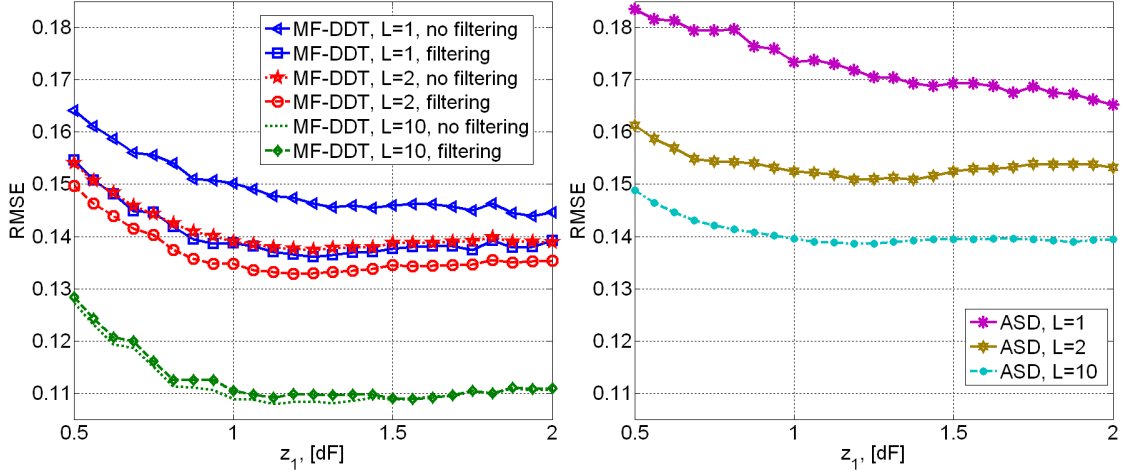 MF-DDT, L=1, no filtering
MF-DDT, L=1, filtering
MF-DDT, L=2, no filtering
MF-DDT, L=2, filtering
MF-DDT, L=10, no filtering
MF-DDT, L=10, filtering
0.18
0.17
0.16
0.15
0.14
0.13
0.12
0.11
RMSE
0.5
1
1.5
2
z1, [dF]
0.18
0.17
0.16
0.15
0.14
0.13
0.12
0.11
RMSE
ASD, L=1
ASD, L=2
ASD, L=10
0.5
1
1.5
2
z1, [dF]